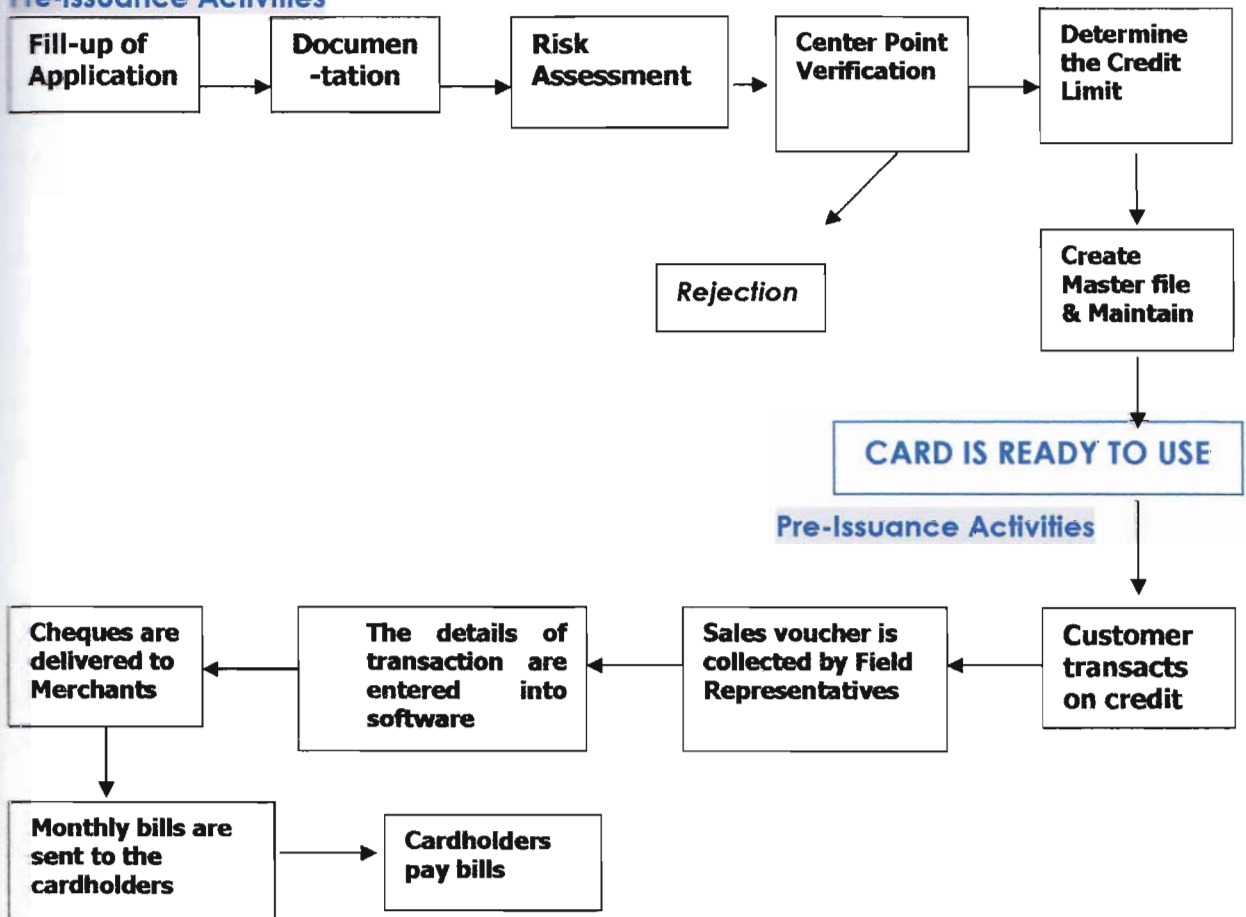 Pre-Issuance Activities
Fill-up of
Application
Documen
-tation
Risk
Assessment
Center Point
Verification
Determine
the Credit
Limit
Rejection
Create
Master file
& Maintain
CARD IS READY TO USE
Pre-Issuance Activities
Customer
transacts
on credit
Sales voucher is
collected by Field
Representatives
The details of
transaction are
entered into
software
Cheques are
delivered to
Merchants
Monthly bills are
sent to the
cardholders
Cardholders
pay bills